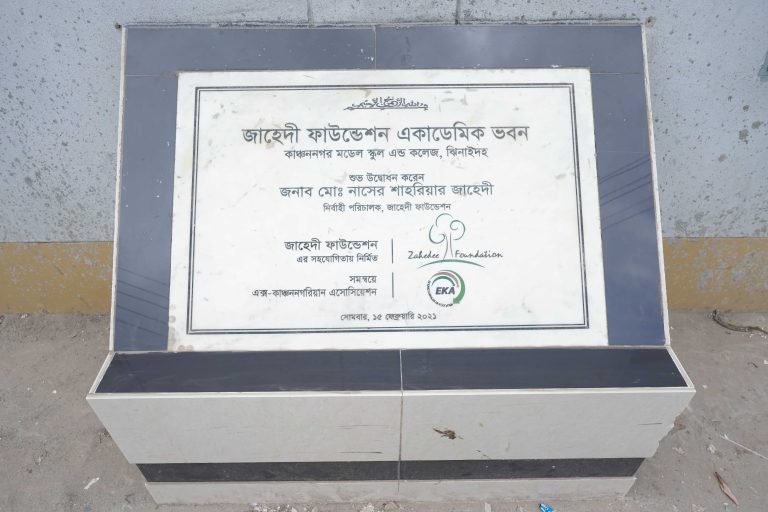 জাহেদী ফাউন্ডেশন একাডেমিক ভবন
কাঞ্চননগর মডেল স্কুল এন্ড কলেজ, ঝিনাইদহ
শুভ উদ্বোধন করেন
জনাব মোঃ নাসের শাহরিয়ার জাহেদী
নির্বাহী পরিচালক, জাহেদী ফাউন্ডেশন
জাহেদী ফাউন্ডেশন
এর সহযোগিতায় নির্মিত
Zahedee Foundation
সমন্বয়ে
এক্স-কাঞ্চননগরিয়ান এসোসিয়েশন
EKA
সোমবার, ১৫ ফেব্রুয়ারি ২০২১